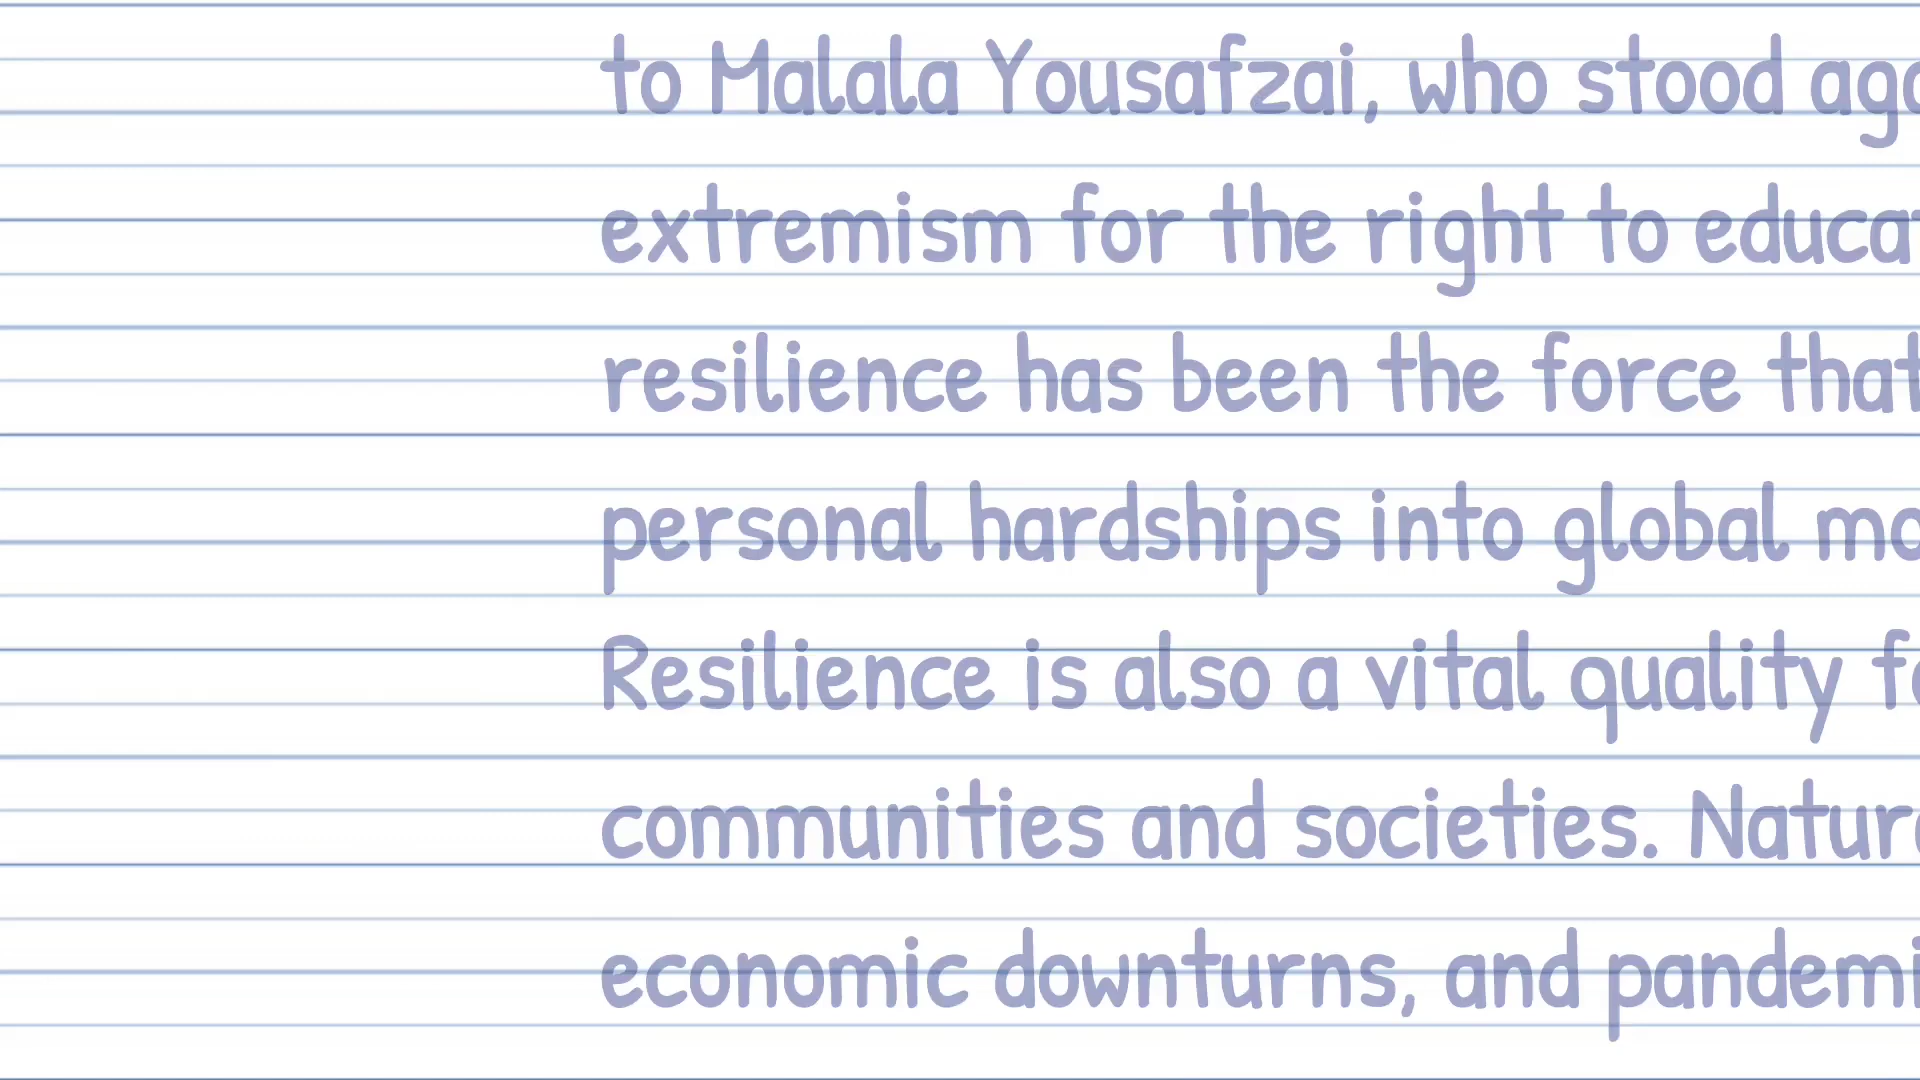 to Malala Yousafzai, who stood
extremism for the right to
resilience has been the force that
personal hardships into global
Resilience is also a vital quality
communities and societies.
economic downturns, and